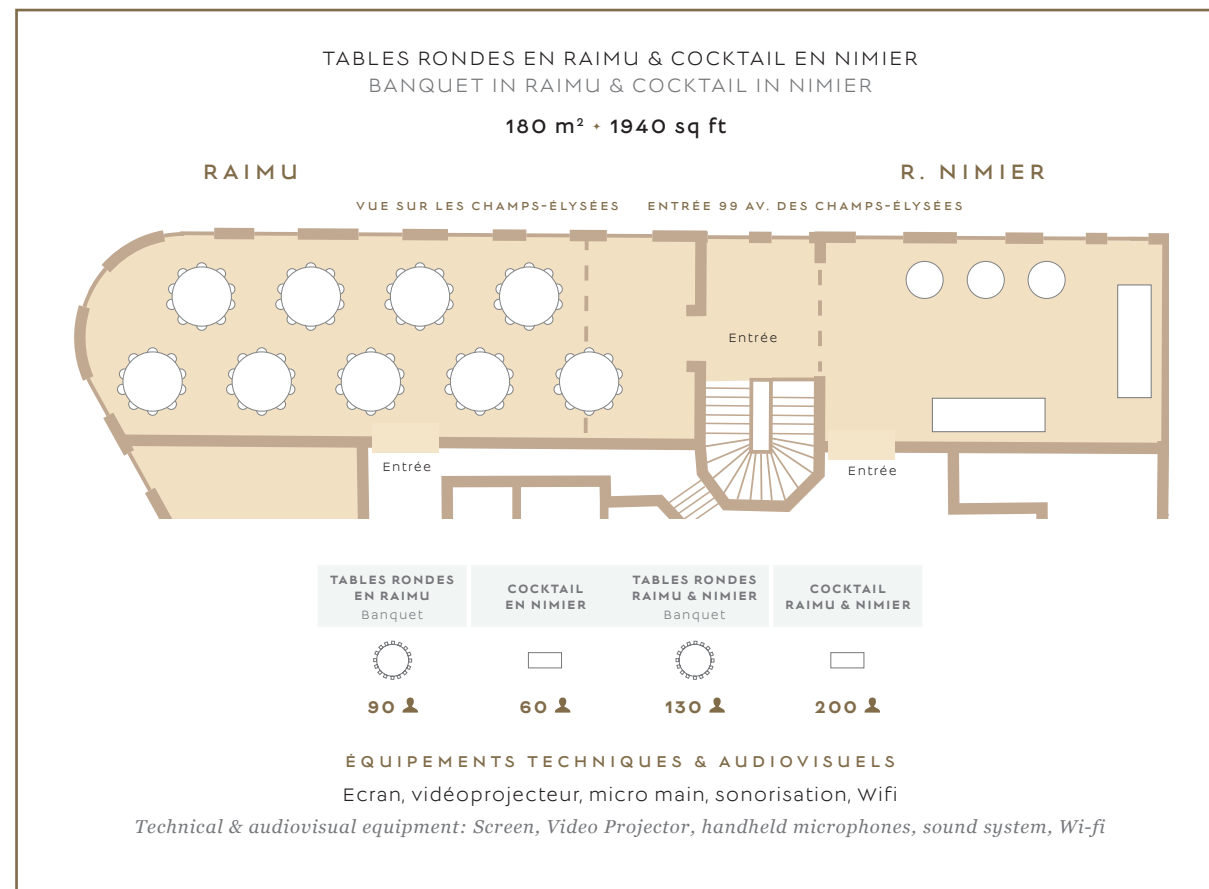 TABLES RONDES EN RAIMU & COCKTAIL EN NIMIER
BANQUET IN RAIMU & COCKTAIL IN NIMIER
180 m² ✦ 1940 sq ft
RAIMU
R. NIMIER
VUE SUR LES CHAMPS-ÉLYSÉES
ENTRÉE 99 AV. DES CHAMPS-ÉLYSÉES
Entrée
Entrée
Entrée
TABLES RONDES
EN RAIMU
Banquet
COCKTAIL
EN NIMIER
TABLES RONDES
RAIMU & NIMIER
Banquet
COCKTAIL
RAIMU & NIMIER
90
60
130
200
ÉQUIPEMENTS TECHNIQUES & AUDIOVISUELS
Ecran, vidéoprojecteur, micro main, sonorisation, Wifi
Technical & audiovisual equipment: Screen, Video Projector, handheld microphones, sound system, Wi-fi